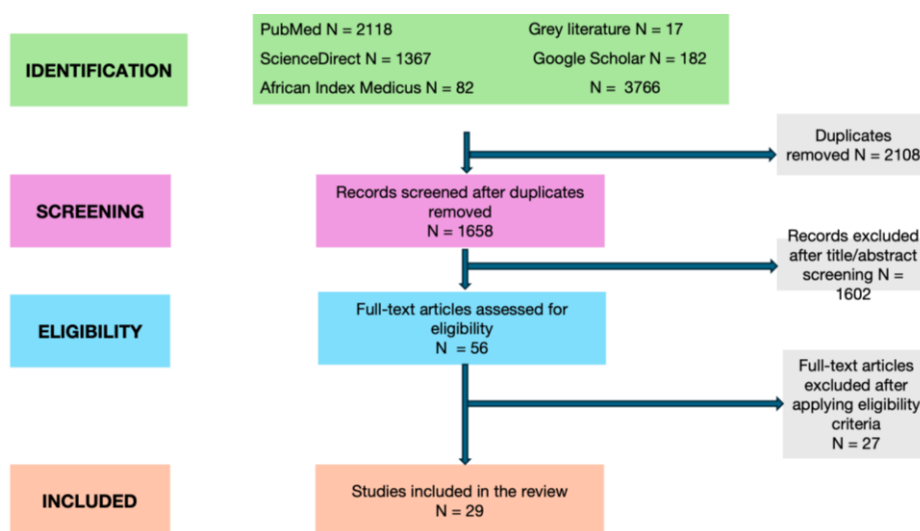 IDENTIFICATION
PubMed N = 2118
Grey literature N = 17
ScienceDirect N = 1367
Google Scholar N = 182
African Index Medicus N = 82
N = 3766
Duplicates
removed N = 2108
SCREENING
Records screened after duplicates
removed
N = 1658
Records excluded
after title/abstract
screening N =
1602
ELIGIBILITY
Full-text articles assessed for
eligibility
N = 56
Full-text articles
excluded after
applying eligibility
criteria
N = 27
INCLUDED
Studies included in the review
N = 29